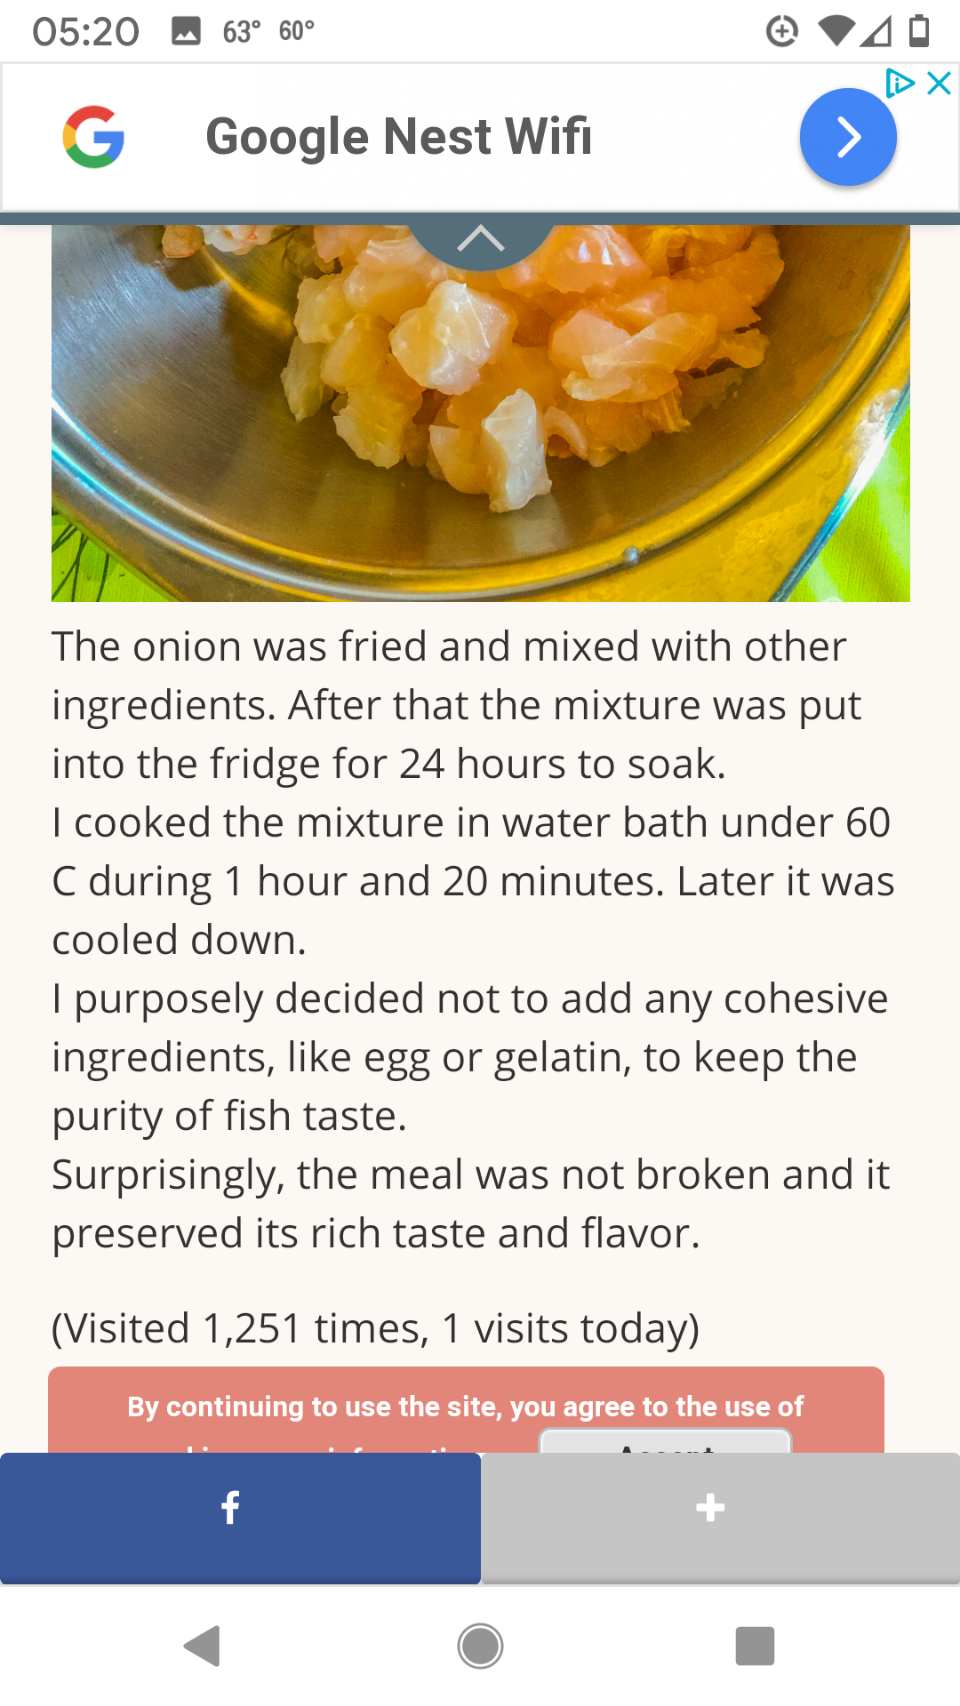 05:20 63° 60°
Google Nest Wifi
The onion was fried and mixed with other
ingredients. After that the mixture was put
into the fridge for 24 hours to soak.
I cooked the mixture in water bath under 60
C during 1 hour and 20 minutes. Later it was
cooled down.
I purposely decided not to add any cohesive
ingredients, like egg or gelatin, to keep the
purity of fish taste.
Surprisingly, the meal was not broken and it
preserved its rich taste and flavor.
(Visited 1,251 times, 1 visits today)
By continuing to use the site, you agree to the use of
Accept